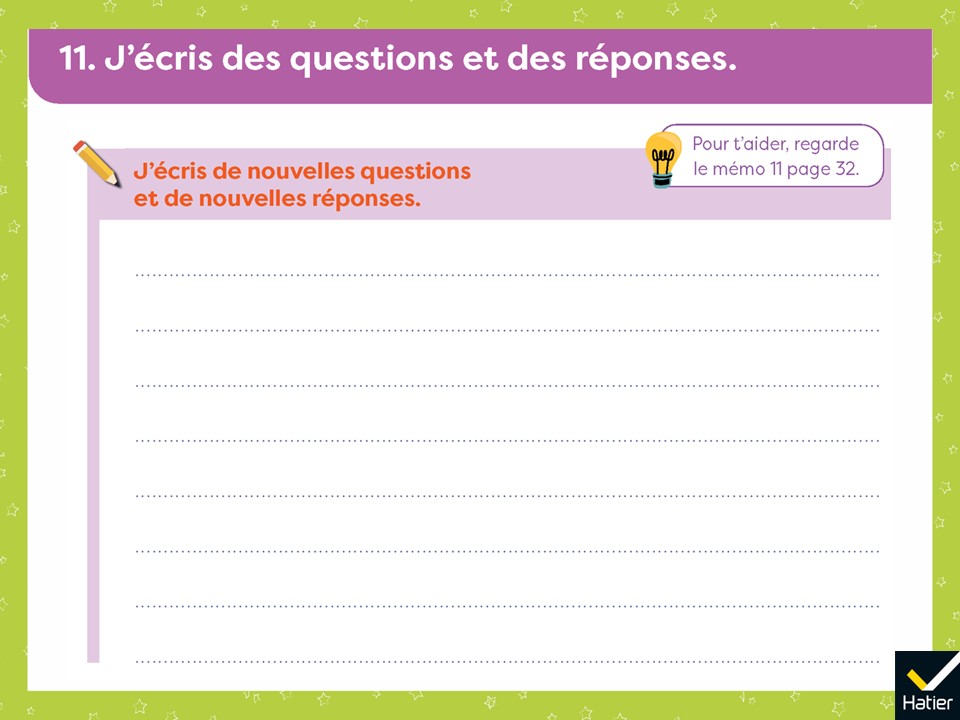 11. J'écris des questions et des réponses.
Pour t'aider, regarde
le mémo 11 page 32.
J'écris de nouvelles questions
et de nouvelles réponses.
Hatier